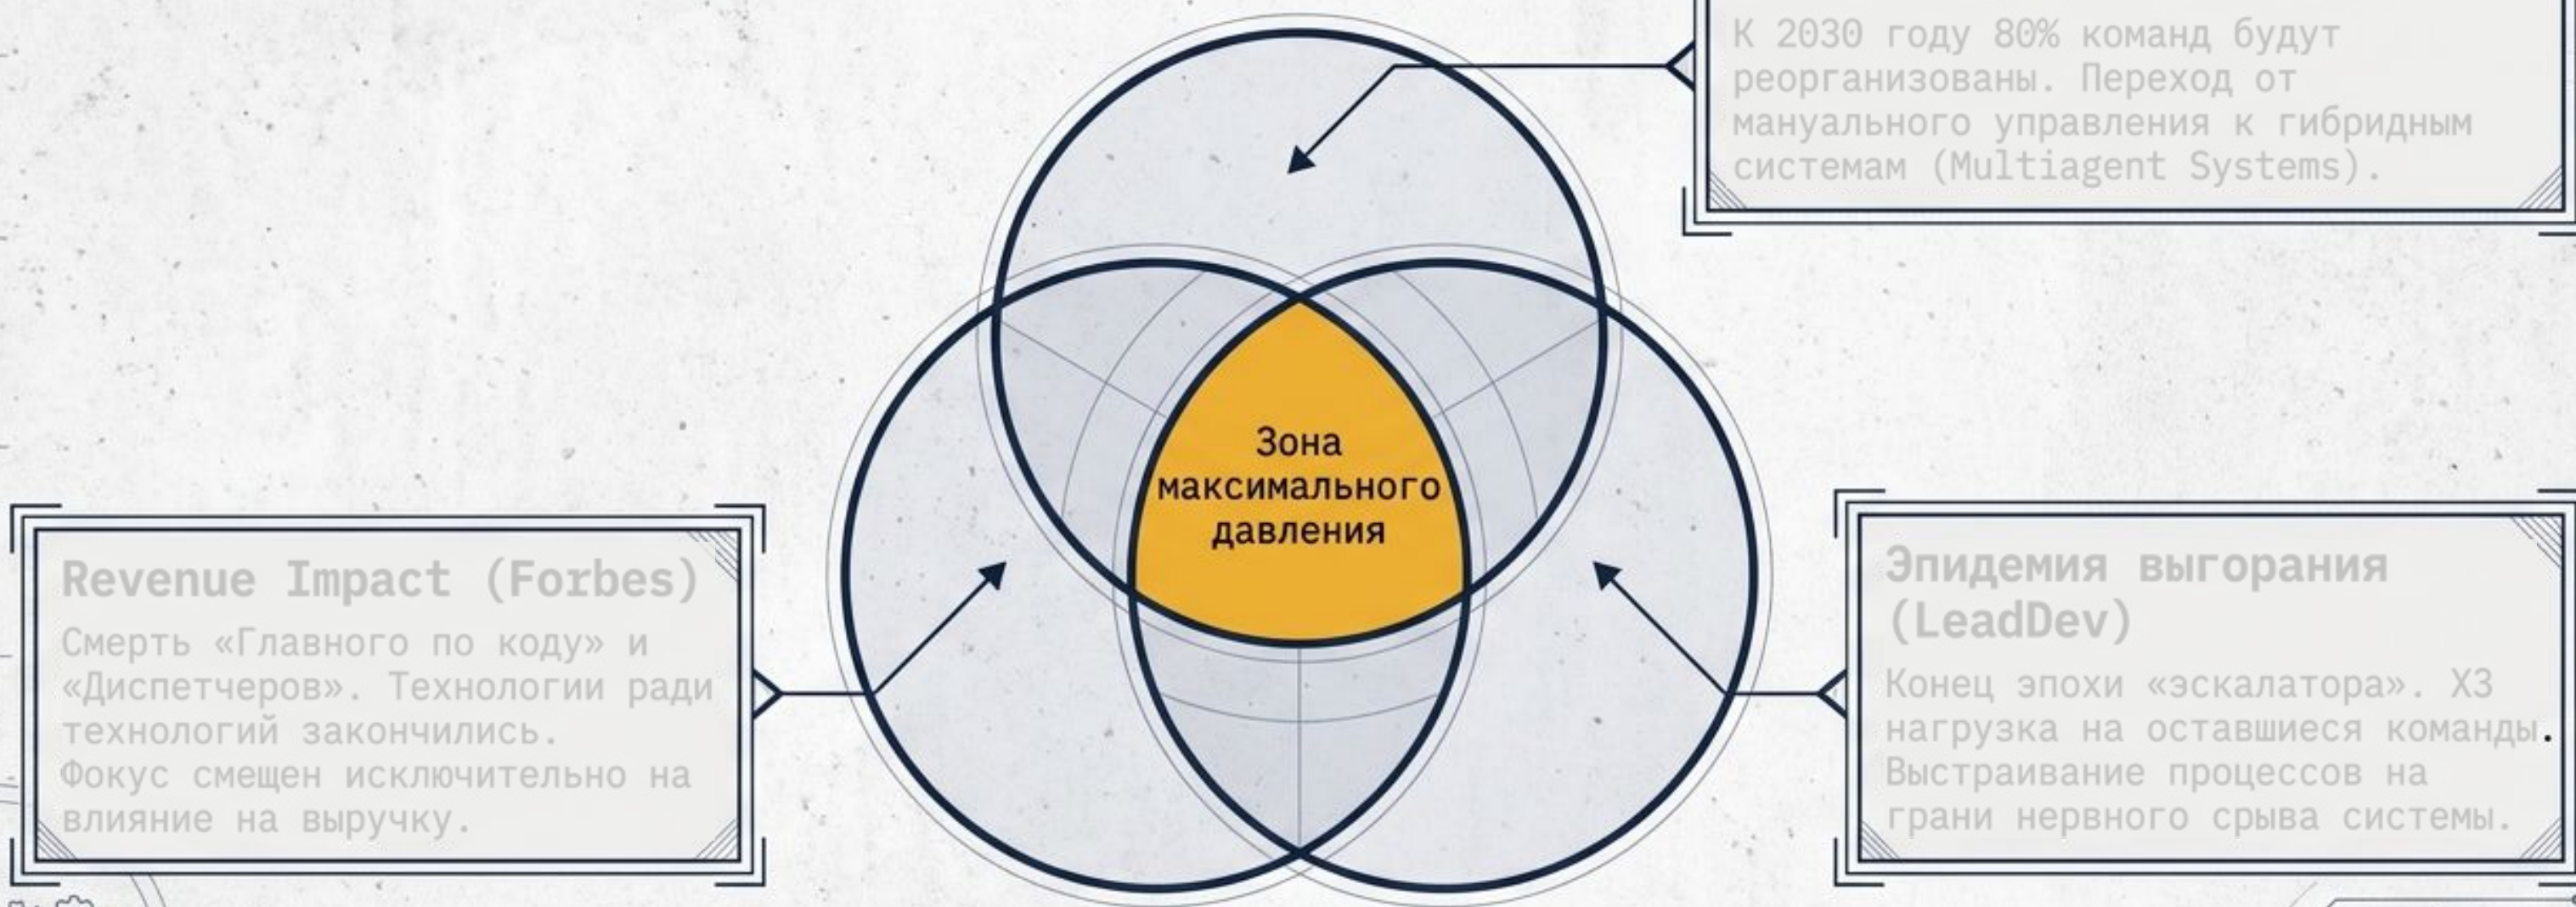 К 2030 году 80% команд будут
реорганизованы. Переход от
мануального управления к гибридным
системам (Multiagent Systems).
Зона
максимального
давления
Revenue Impact (Forbes)
Смерть «Главного по коду» и
«Диспетчеров». Технологии ради
технологий закончились.
Фокус смещен исключительно на
влияние на выручку.
Эпидемия выгорания
(LeadDev)
Конец эпохи «эскалатора». X3
нагрузка на оставшиеся команды.
Выстраивание процессов на
грани нервного срыва системы.